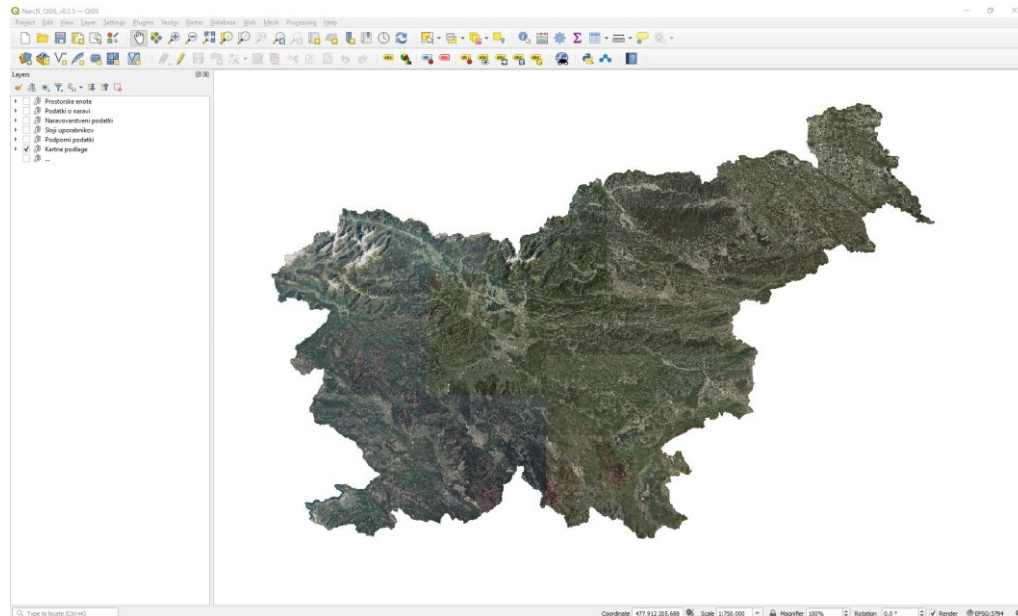 NarcIS_QGIS_v0.2.5 — QGIS
Project Edit View Layer Settings Plugins Vector Raster Database Web Mesh Processing Help
Layers
Prostorske enote
Podatki o naravi
Naravovarstveni podatki
Sloji uporabnikov
Podporni podatki
Kartne podlage
...
Type to locate (Ctrl+K)
Coordinate 477.912 205.688 Scale 1:750.000 Magnifier 100% Rotation 0,0 ° Render EPSG:3794